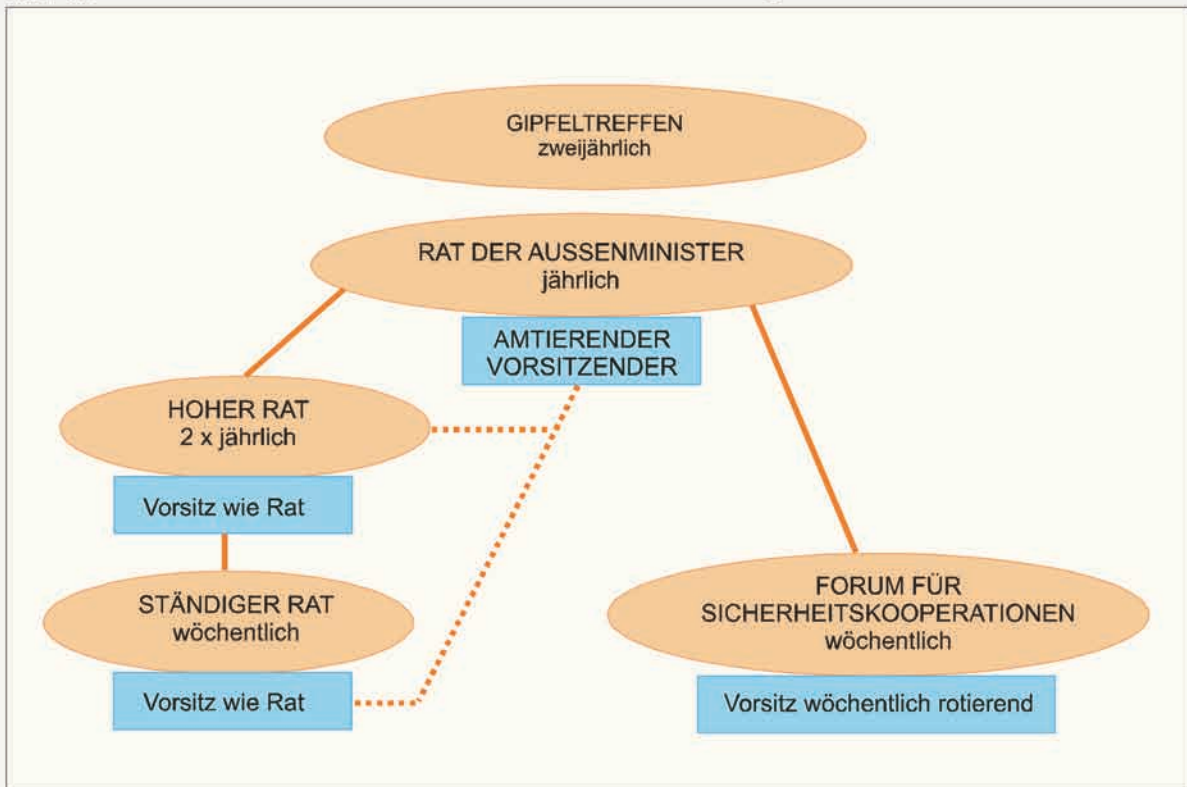 GIPFELTREFFEN
zweijährlich
RAT DER AUSSENMINISTER
jährlich
AMTIERENDER
VORSITZENDER
HOHER RAT
2 x jährlich
Vorsitz wie Rat
STÄNDIGER RAT
wöchentlich
Vorsitz wie Rat
FORUM FÜR
SICHERHEITSKOOPERATIONEN
wöchentlich
Vorsitz wöchentlich rotierend